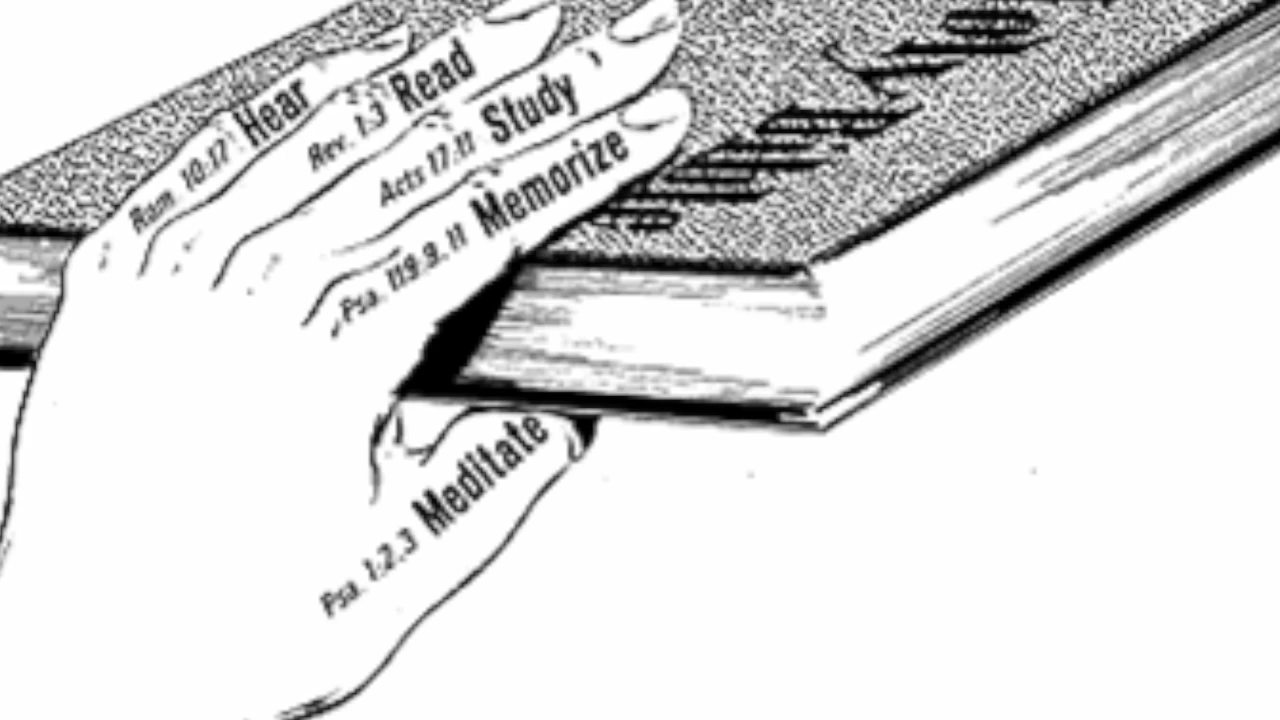 Rom 10:17 Hear
Rev. 1:3 Read
Acts 17:11 Study
Psa. 119:9, 11 Memorize
Psa. 1:2,3 Meditate